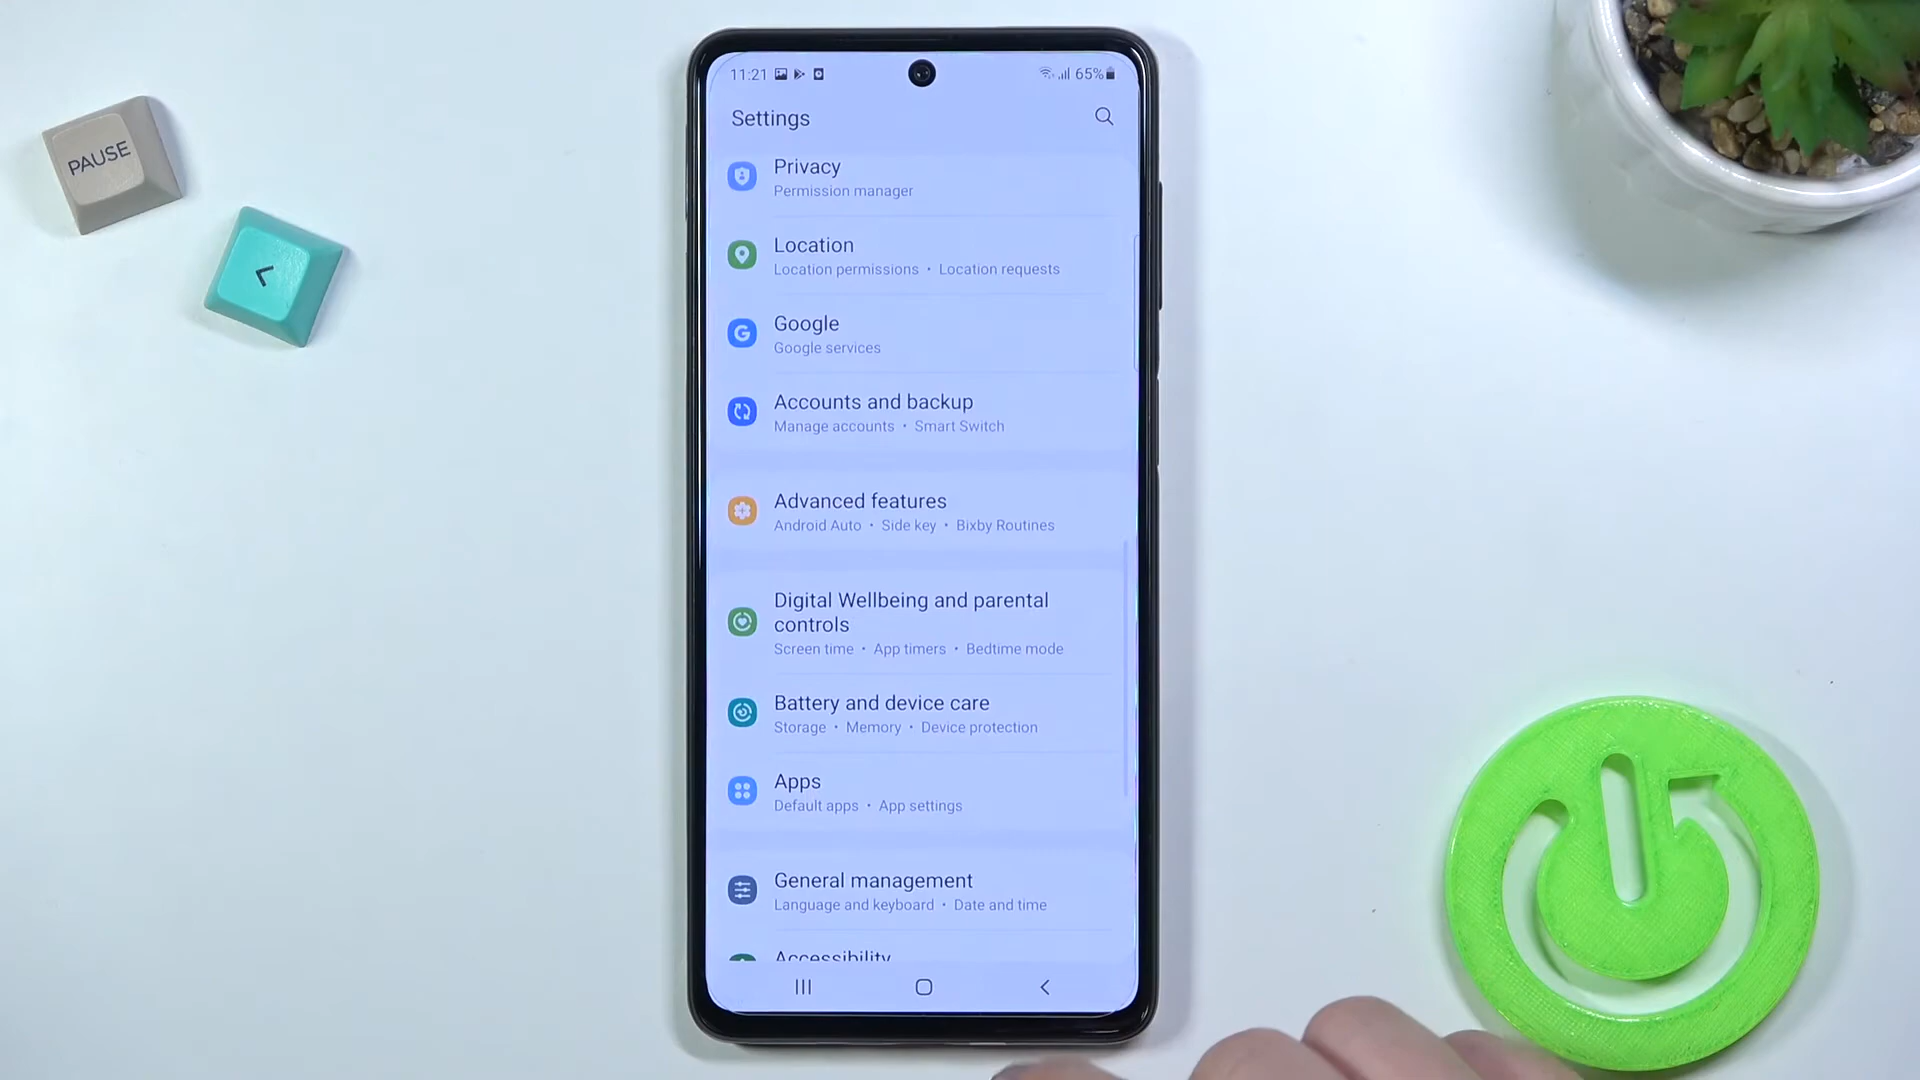 PAUSE
<
11:21 65%
Settings
Privacy
Permission manager
Location
Location permissions • Location requests
Google
Google services
Accounts and backup
Manage accounts • Smart Switch
Advanced features
Android Auto • Side key • Bixby Routines
Digital Wellbeing and parental
controls
Screen time • App timers • Bedtime mode
Battery and device care
Storage • Memory • Device protection
Apps
Default apps • App settings
General management
Language and keyboard • Date and time
Accessibility